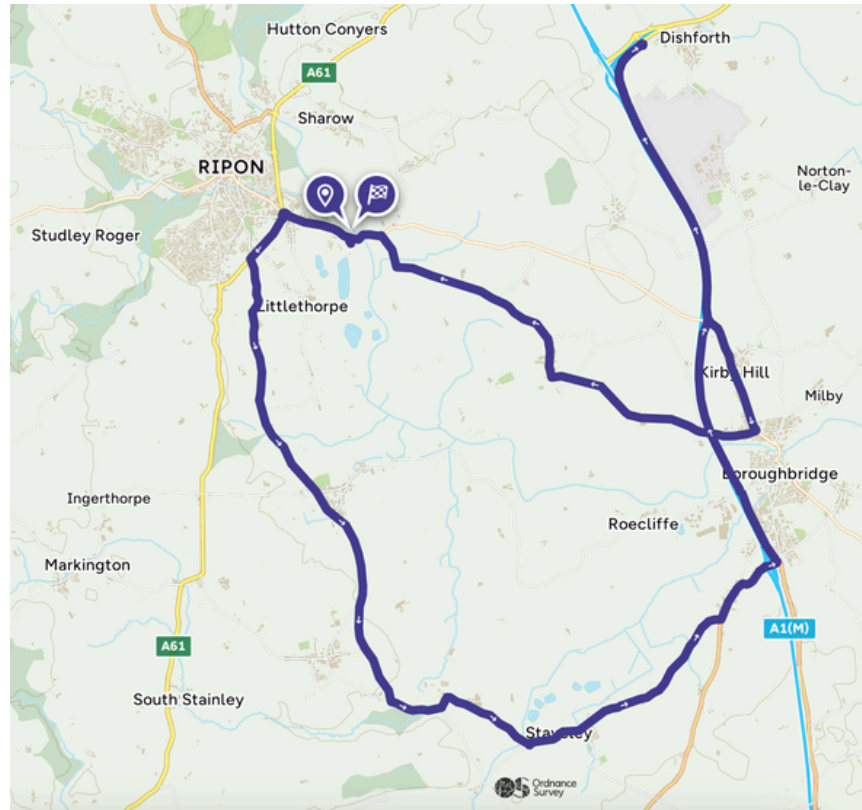 Hutton Conyers
Dishforth
A61
Sharow
RIPON
Norton-
le-Clay
Studley Roger
Littlethorpe
Kirby Hill
Milby
Boroughbridge
Ingerthorpe
Roecliffe
Markington
A1(M)
A61
South Stainley
Staveley
OS
Ordnance
Survey